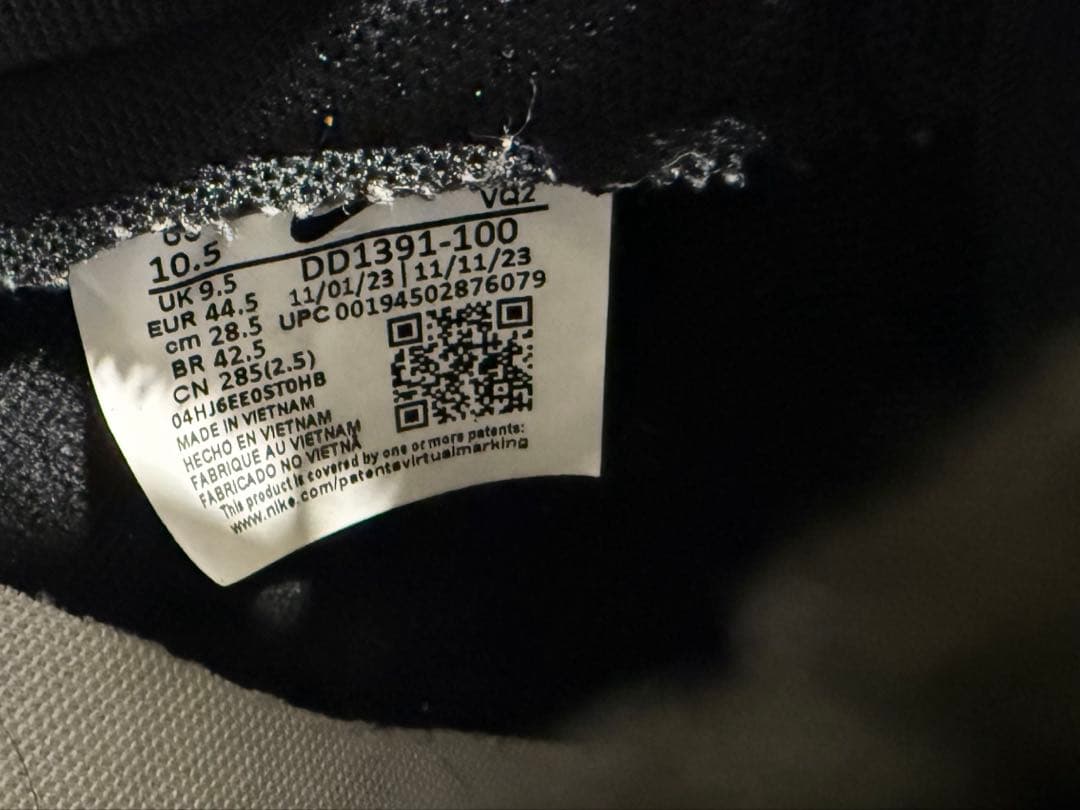 VQ2
10.5
DD1391-100
UK 9.5
11/01/23 | 11/11/23
EUR 44.5
UPC 00194502876079
cm 28.5
BR 42.5
CN 285(2.5)
04HJ6EE0ST0HB
MADE IN VIETNAM
HECHO EN VIETNAM
FABRIQUE AU VIETNAM
FABRICADO NO VIETNÃ
This product is covered by one or more patents:
www.nike.com/patentsvirtualmarking